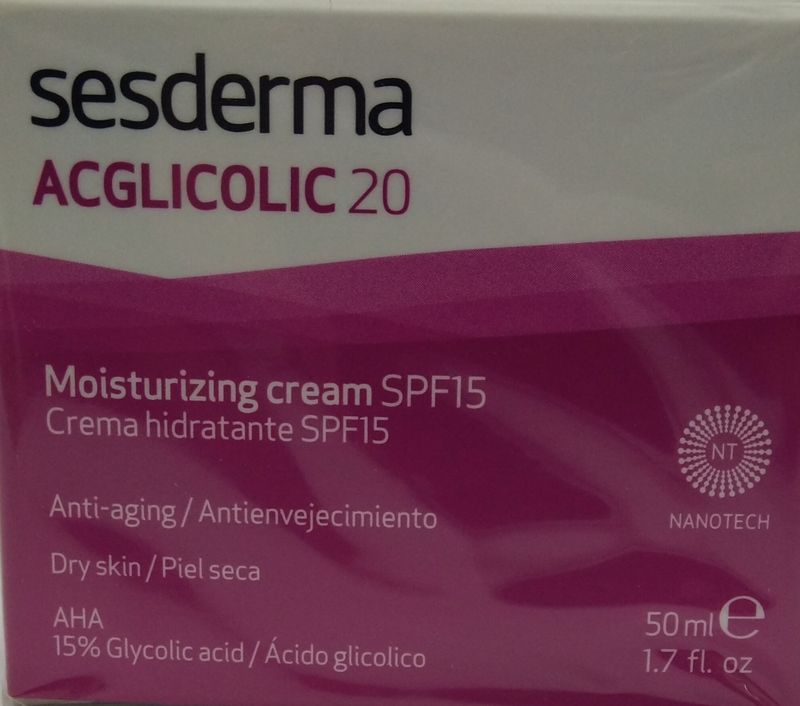 sesderma
ACGLICOLIC 20
Moisturizing cream SPF15
Crema hidratante SPF15
NT
NANOTECH
Anti-aging / Antienvejecimiento
Dry skin / Piel seca
AHA
15% Glycolic acid / Ácido glicolico
50 ml e
1.7 fl. oz